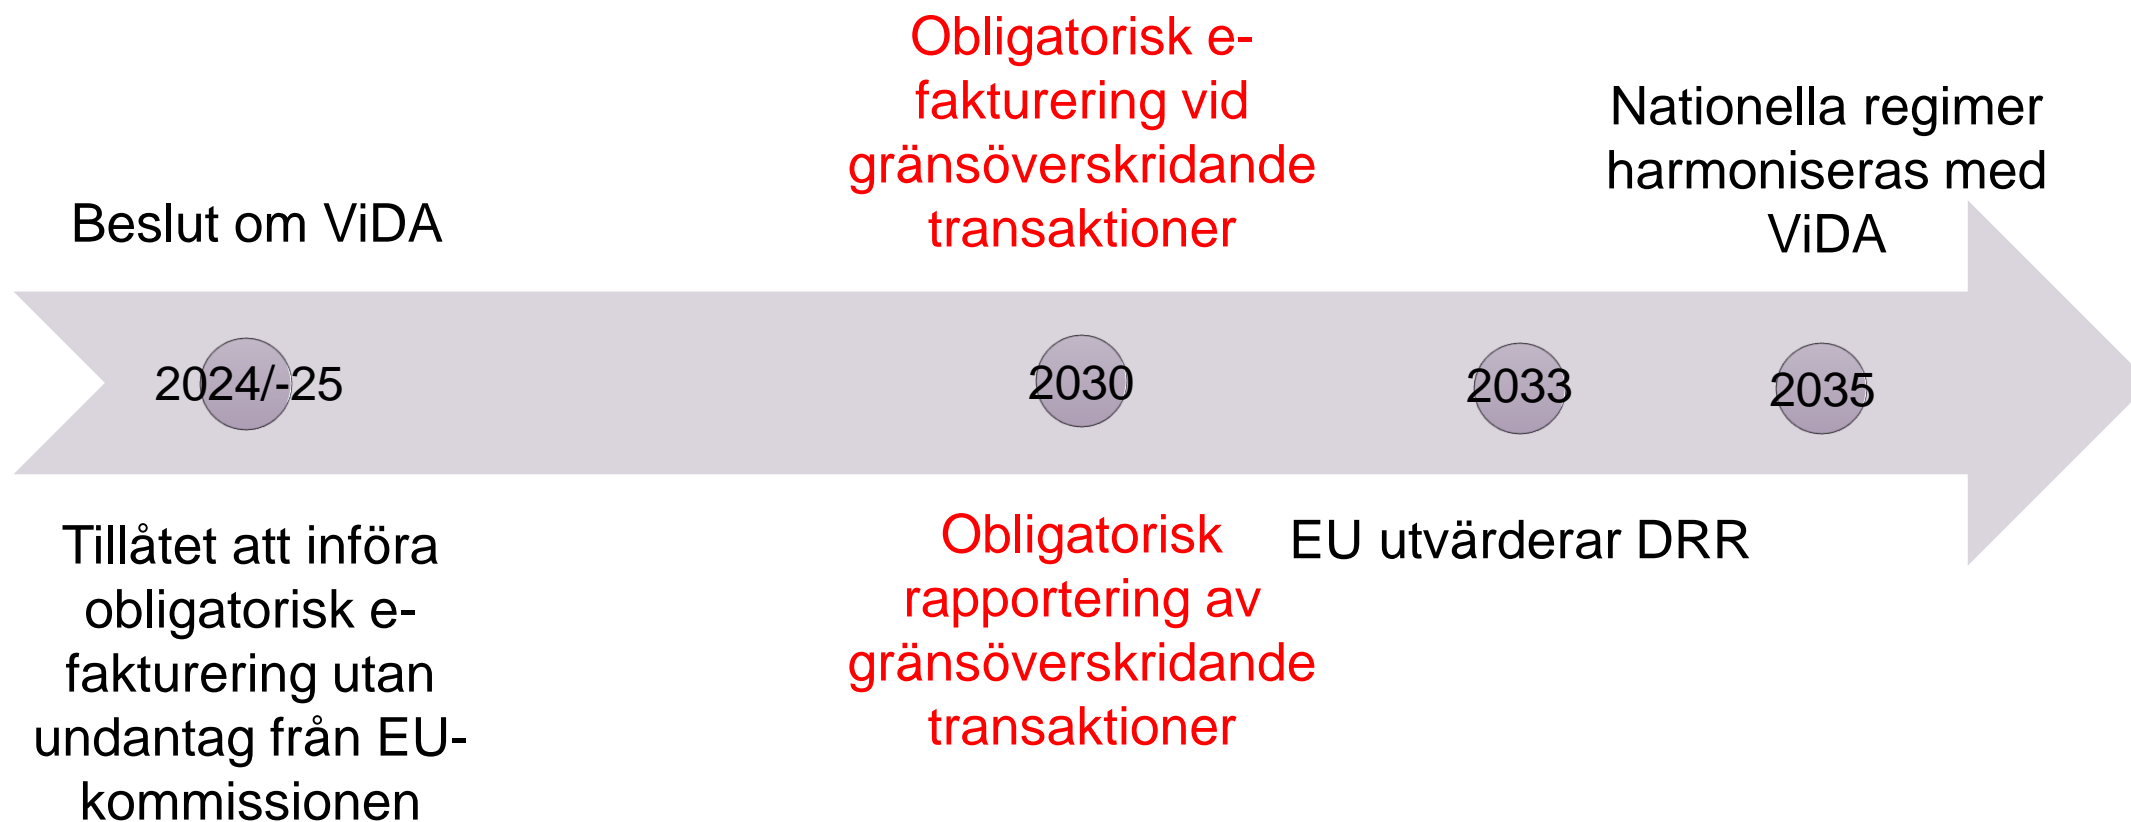 Obligatorisk e-
fakturering vid
gränsöverskridande
transaktioner
Nationella regimer
harmoniseras med
ViDA
Beslut om ViDA
2024/-25
2030
2033
2035
Tillåtet att införa
obligatorisk e-
fakturering utan
undantag från EU-
kommissionen
Obligatorisk
rapportering av
gränsöverskridande
transaktioner
EU utvärderar DRR